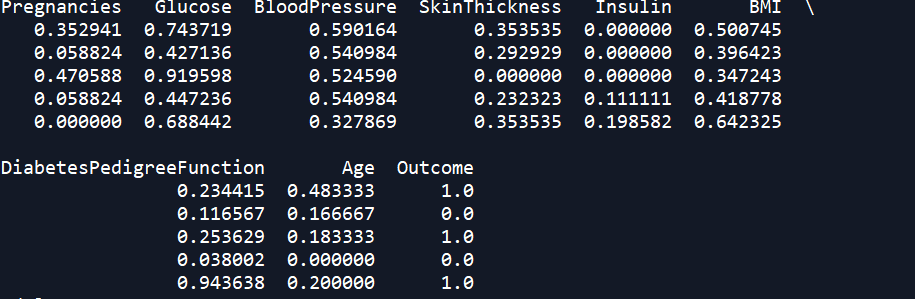 Pregnancies Glucose BloodPressure SkinThickness Insulin BMI \
0.352941 0.743719 0.590164 0.353535 0.000000 0.500745
0.058824 0.427136 0.540984 0.292929 0.000000 0.396423
0.470588 0.919598 0.524590 0.000000 0.000000 0.347243
0.058824 0.447236 0.540984 0.232323 0.111111 0.418778
0.000000 0.688442 0.327869 0.353535 0.198582 0.642325
DiabetesPedigreeFunction Age Outcome
0.234415 0.483333 1.0
0.116567 0.166667 0.0
0.253629 0.183333 1.0
0.038002 0.000000 0.0
0.943638 0.200000 1.0